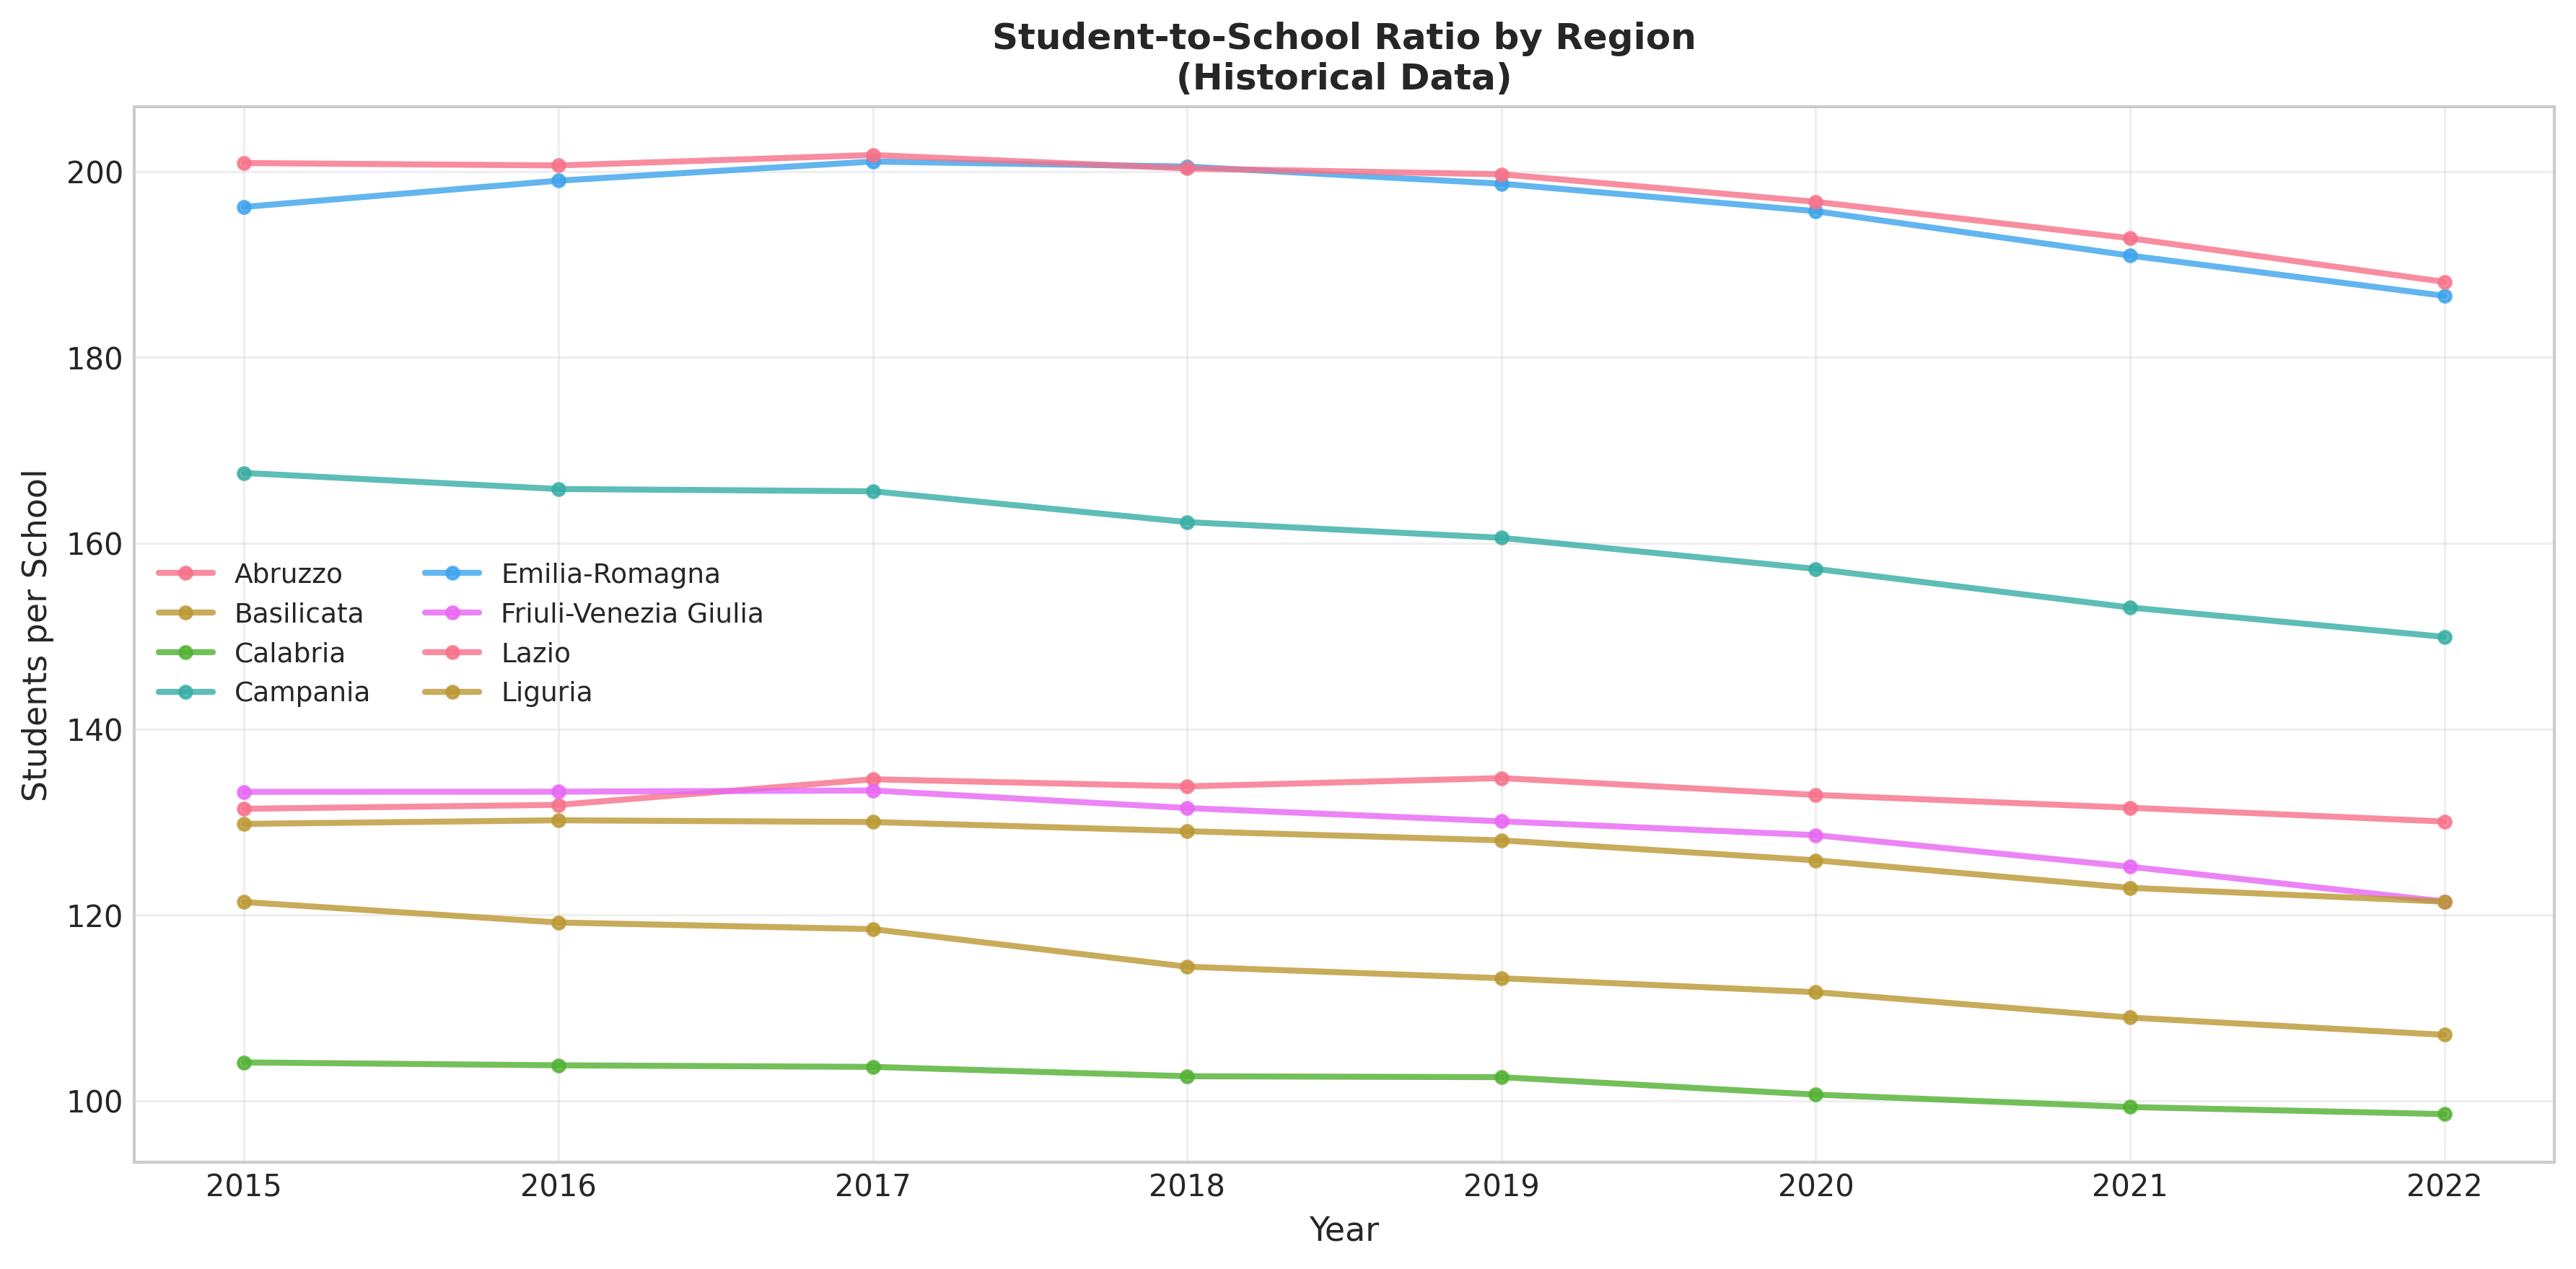 Student-to-School Ratio by Region
(Historical Data)
Students per School
200
180
160
140
120
100
Abruzzo
Basilicata
Calabria
Campania
Emilia-Romagna
Friuli-Venezia Giulia
Lazio
Liguria
2015 2016 2017 2018 2019 2020 2021 2022
Year